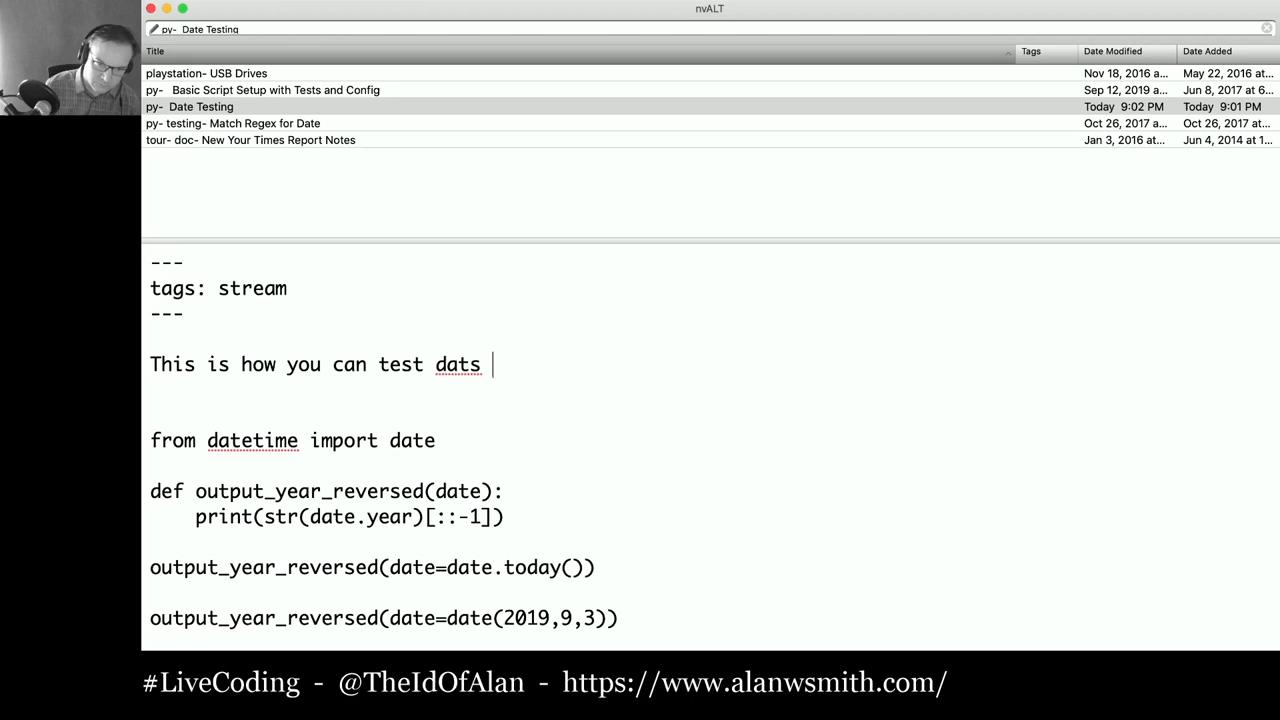 nvALT
py- Date Testing
Title Tags Date Modified Date Added
playstation- USB Drives Nov 18, 2016 a... May 22, 2016 at...
py- Basic Script Setup with Tests and Config Sep 12, 2019 a... Jun 8, 2017 at 6...
py- Date Testing Today 9:02 PM Today 9:01 PM
py- testing- Match Regex for Date Oct 26, 2017 a... Oct 26, 2017 at...
tour- doc- New Your Times Report Notes Jan 3, 2016 at... Jun 4, 2014 at 1...
---
tags: stream
---
This is how you can test dats
from datetime import date
def output_year_reversed(date):
print(str(date.year)[::-1])
output_year_reversed(date=date.today())
output_year_reversed(date=date(2019,9,3))
#LiveCoding - @TheIdOfAlan - https://www.alanwsmith.com/